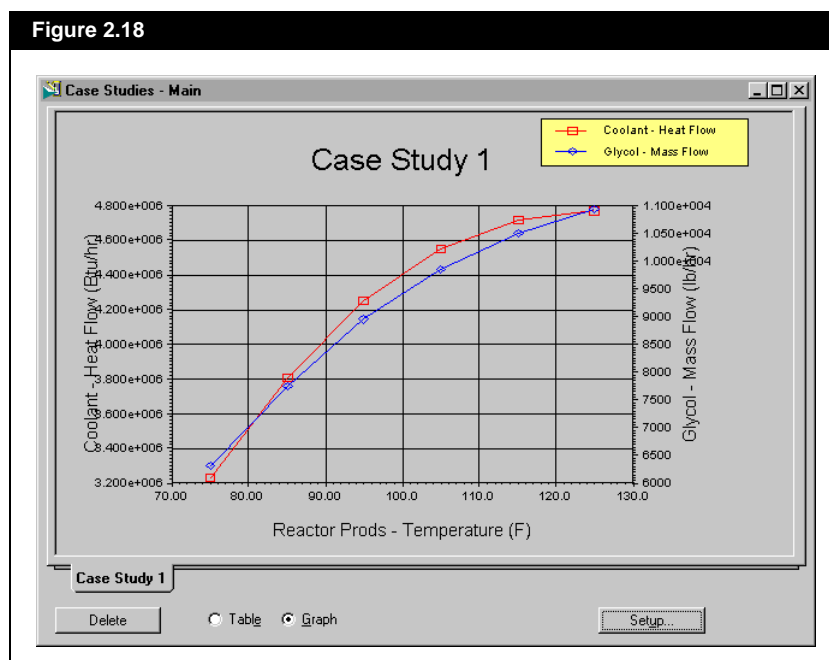 Figure 2.18
Case Studies - Main
Coolant - Heat Flow
Glycol - Mass Flow
Case Study 1
Coolant - Heat Flow (Btu/hr)
4.800e+006
4.600e+006
4.400e+006
4.200e+006
4.000e+006
3.800e+006
3.600e+006
3.400e+006
3.200e+006
1.100e+004
1.050e+004
1.000e+004
9500
9000
8500
8000
7500
7000
6500
6000
Glycol - Mass Flow (lb/hr)
70.00 80.00 90.00 100.0 110.0 120.0 130.0
Reactor Prods - Temperature (F)
Case Study 1
Delete Table Graph Setup...